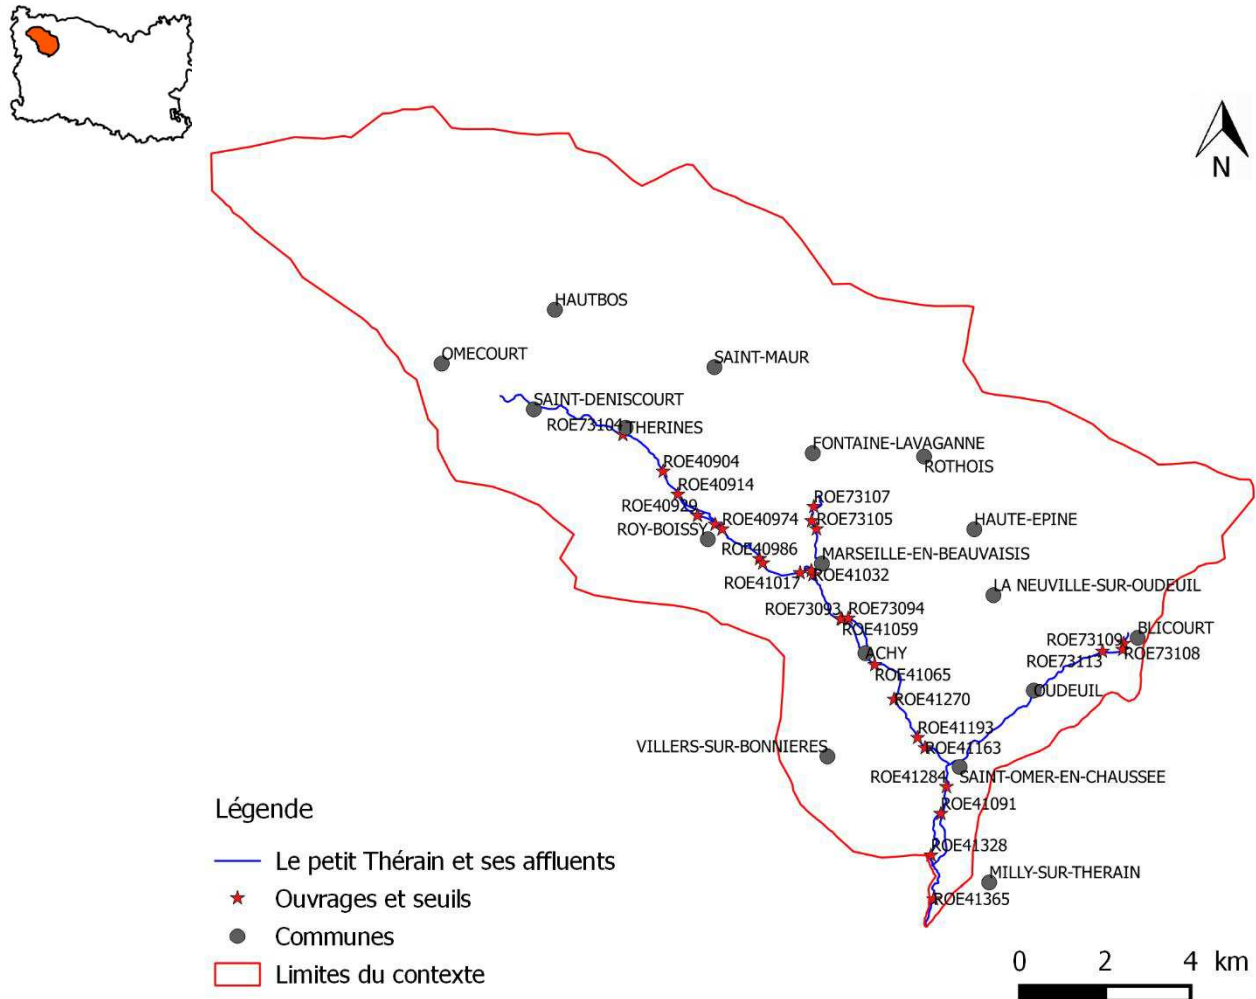 N
HAUTBOS
OMECOURT
SAINT-MAUR
SAINT-DENISCOURT
ROE73104
THERINES
FONTAINE-LAVAGANNE
ROE40904
ROTHOIS
ROE40914
ROE73107
ROE40929
ROE40974
ROE73105
HAUTE-EPINE
ROY-BOISSY
ROE40986
MARSEILLE-EN-BEAUVAISIS
ROE41017
ROE41032
LA NEUVILLE-SUR-OUDEUIL
ROE73093
ROE73094
ROE41059
BLICOURT
ROE73109
ACHY
ROE73113
ROE73108
ROE41065
OUDEUIL
ROE41270
ROE41193
VILLERS-SUR-BONNIERES
ROE41163
ROE41284
SAINT-OMER-EN-CHAUSSEE
ROE41091
ROE41328
MILLY-SUR-THERAIN
ROE41365
Légende
Le petit Thérain et ses affluents
Ouvrages et seuils
Communes
Limites du contexte
0 2 4 km